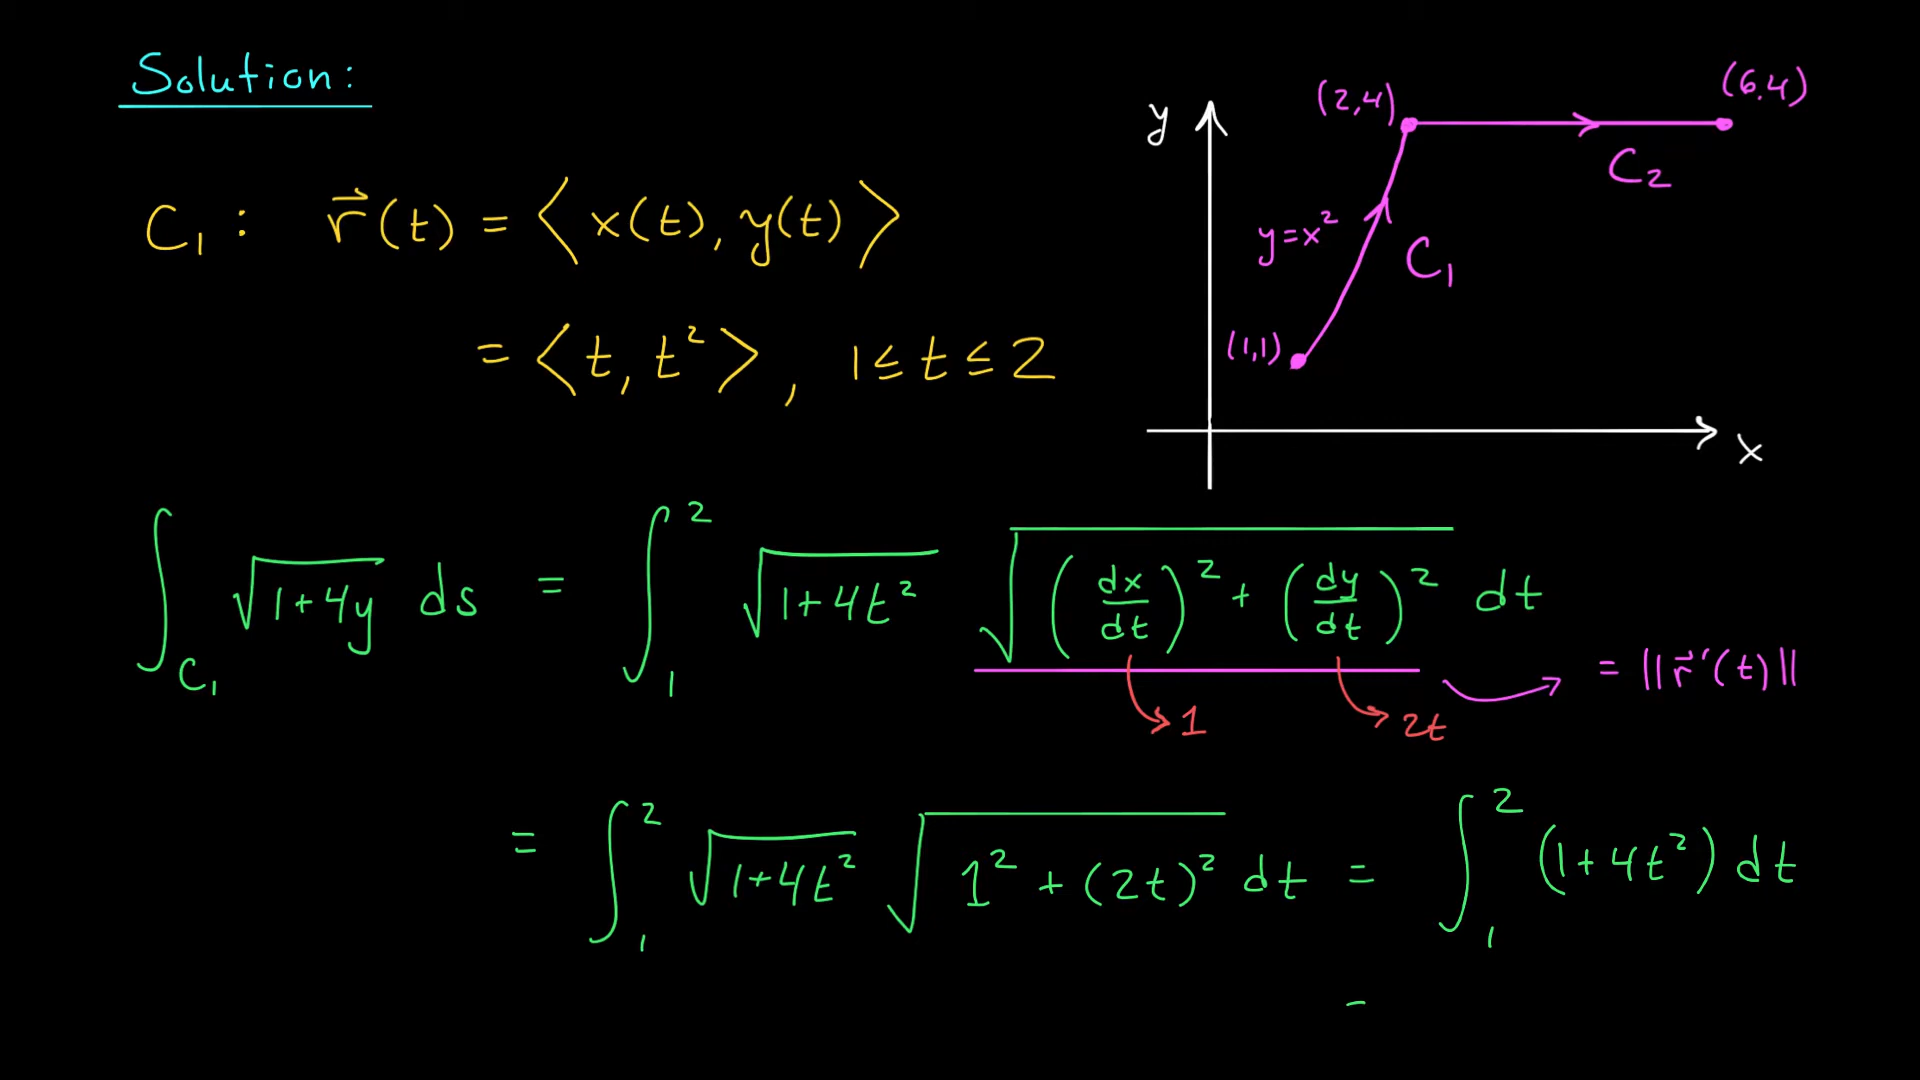 Solution:
C₁: r⃗(t) = ⟨x(t), y(t)⟩
= ⟨t, t²⟩, 1 ≤ t ≤ 2
y
(2,4)
(6,4)
C₂
y=x²
C₁
(1,1)
x
∫_C₁ √(1+4y) ds = ∫₁² √(1+4t²) √((dx/dt)² + (dy/dt)²) dt
= ||r⃗'(t)||
1
2t
= ∫₁² √(1+4t²) √(1² + (2t)²) dt = ∫₁² (1+4t²) dt